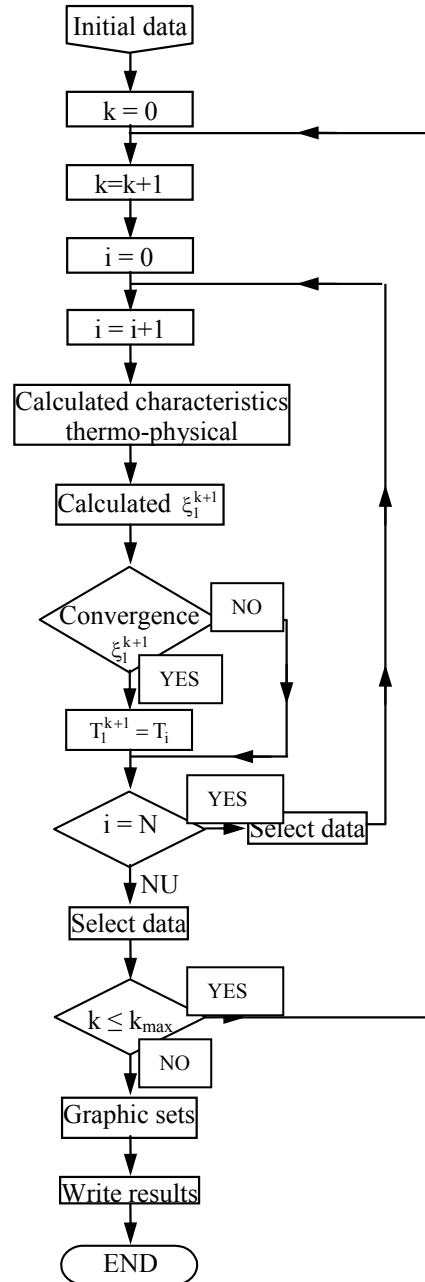 Initial data
k = 0
k=k+1
i = 0
i = i+1
Calculated characteristics
thermo-physical
Calculated ξ₁ᵏ⁺¹
NO
Convergence
ξ₁ᵏ⁺¹
YES
T₁ᵏ⁺¹ = Tᵢ
YES
i = N
Select data
NU
Select data
YES
k ≤ kₘₐₓ
NO
Graphic sets
Write results
END